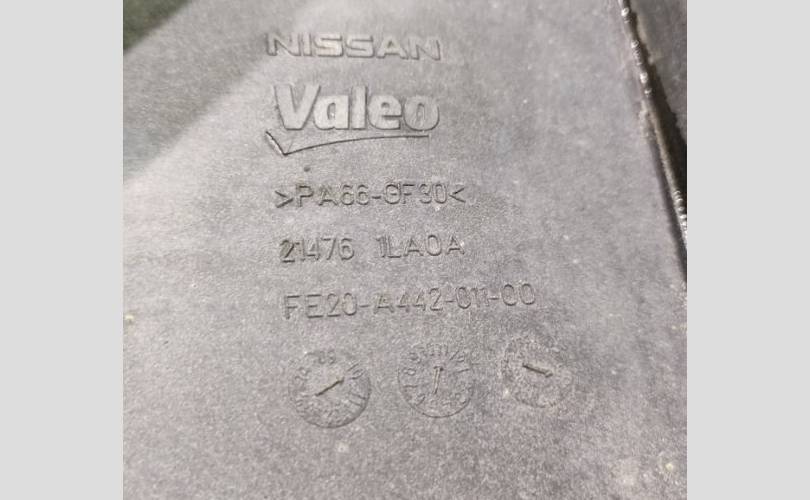 NISSAN
Valeo
>PA66-GF30<
21476 1LA0A
FE20-A442-011-00